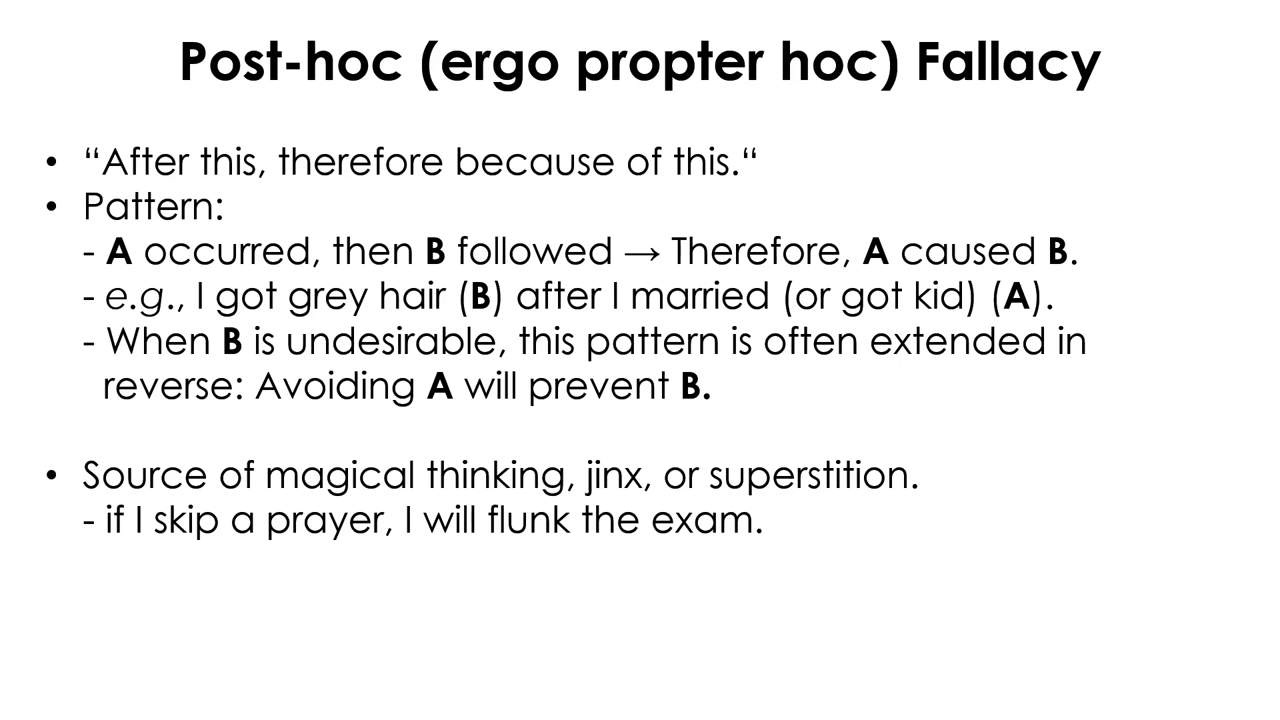 Post-hoc (ergo propter hoc) Fallacy
• “After this, therefore because of this.“
• Pattern:
- A occurred, then B followed → Therefore, A caused B.
- e.g., I got grey hair (B) after I married (or got kid) (A).
- When B is undesirable, this pattern is often extended in
reverse: Avoiding A will prevent B.
• Source of magical thinking, jinx, or superstition.
- if I skip a prayer, I will flunk the exam.